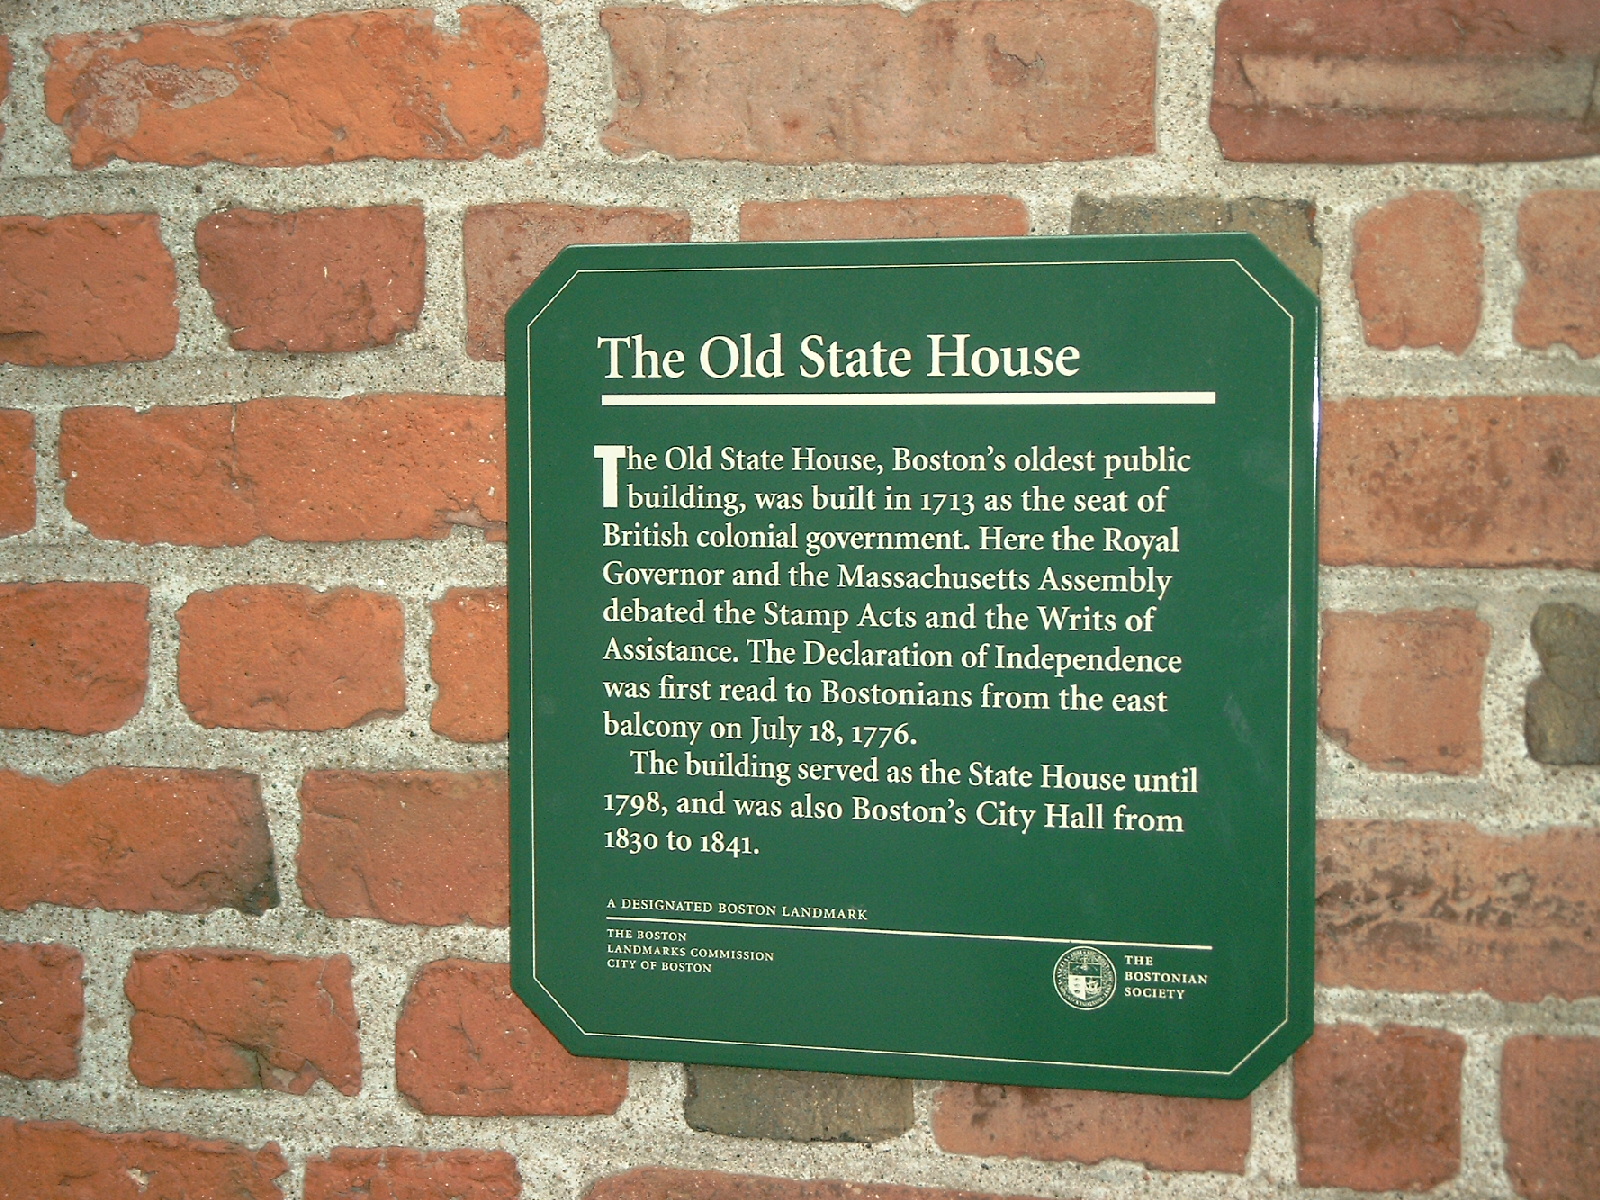 The Old State House
The Old State House, Boston's oldest public
building, was built in 1713 as the seat of
British colonial government. Here the Royal
Governor and the Massachusetts Assembly
debated the Stamp Acts and the Writs of
Assistance. The Declaration of Independence
was first read to Bostonians from the east
balcony on July 18, 1776.
The building served as the State House until
1798, and was also Boston's City Hall from
1830 to 1841.
A DESIGNATED BOSTON LANDMARK
THE BOSTON
LANDMARKS COMMISSION
CITY OF BOSTON
THE
BOSTONIAN
SOCIETY